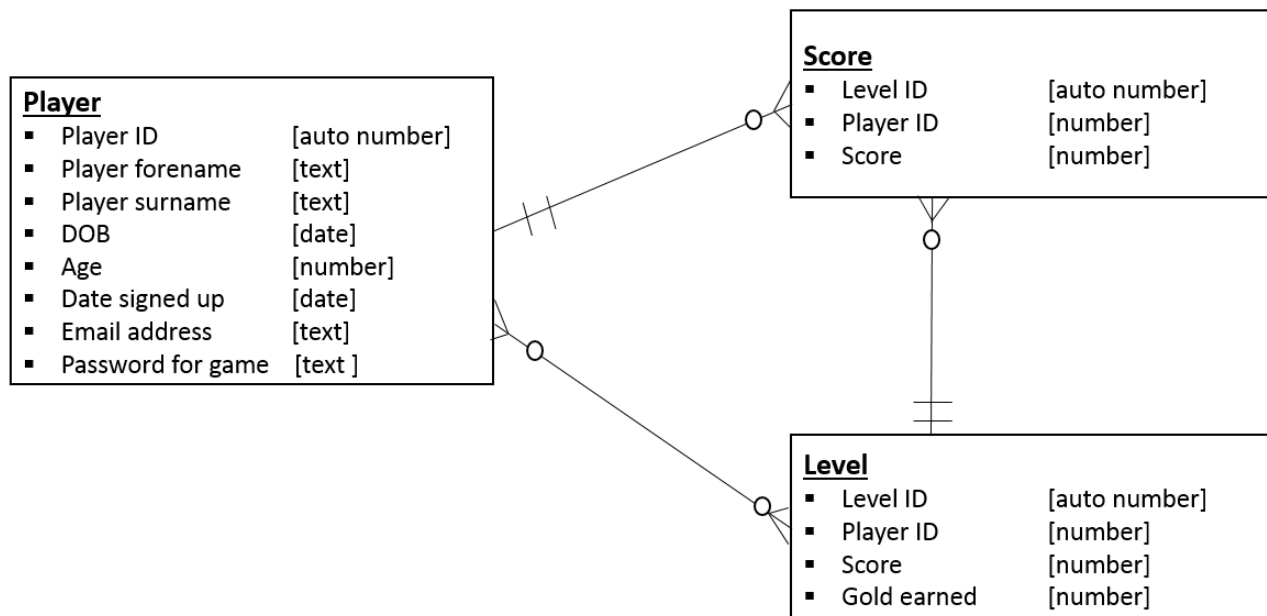 Player
▪ Player ID [auto number]
▪ Player forename [text]
▪ Player surname [text]
▪ DOB [date]
▪ Age [number]
▪ Date signed up [date]
▪ Email address [text]
▪ Password for game [text ]
Score
▪ Level ID [auto number]
▪ Player ID [number]
▪ Score [number]
Level
▪ Level ID [auto number]
▪ Player ID [number]
▪ Score [number]
▪ Gold earned [number]